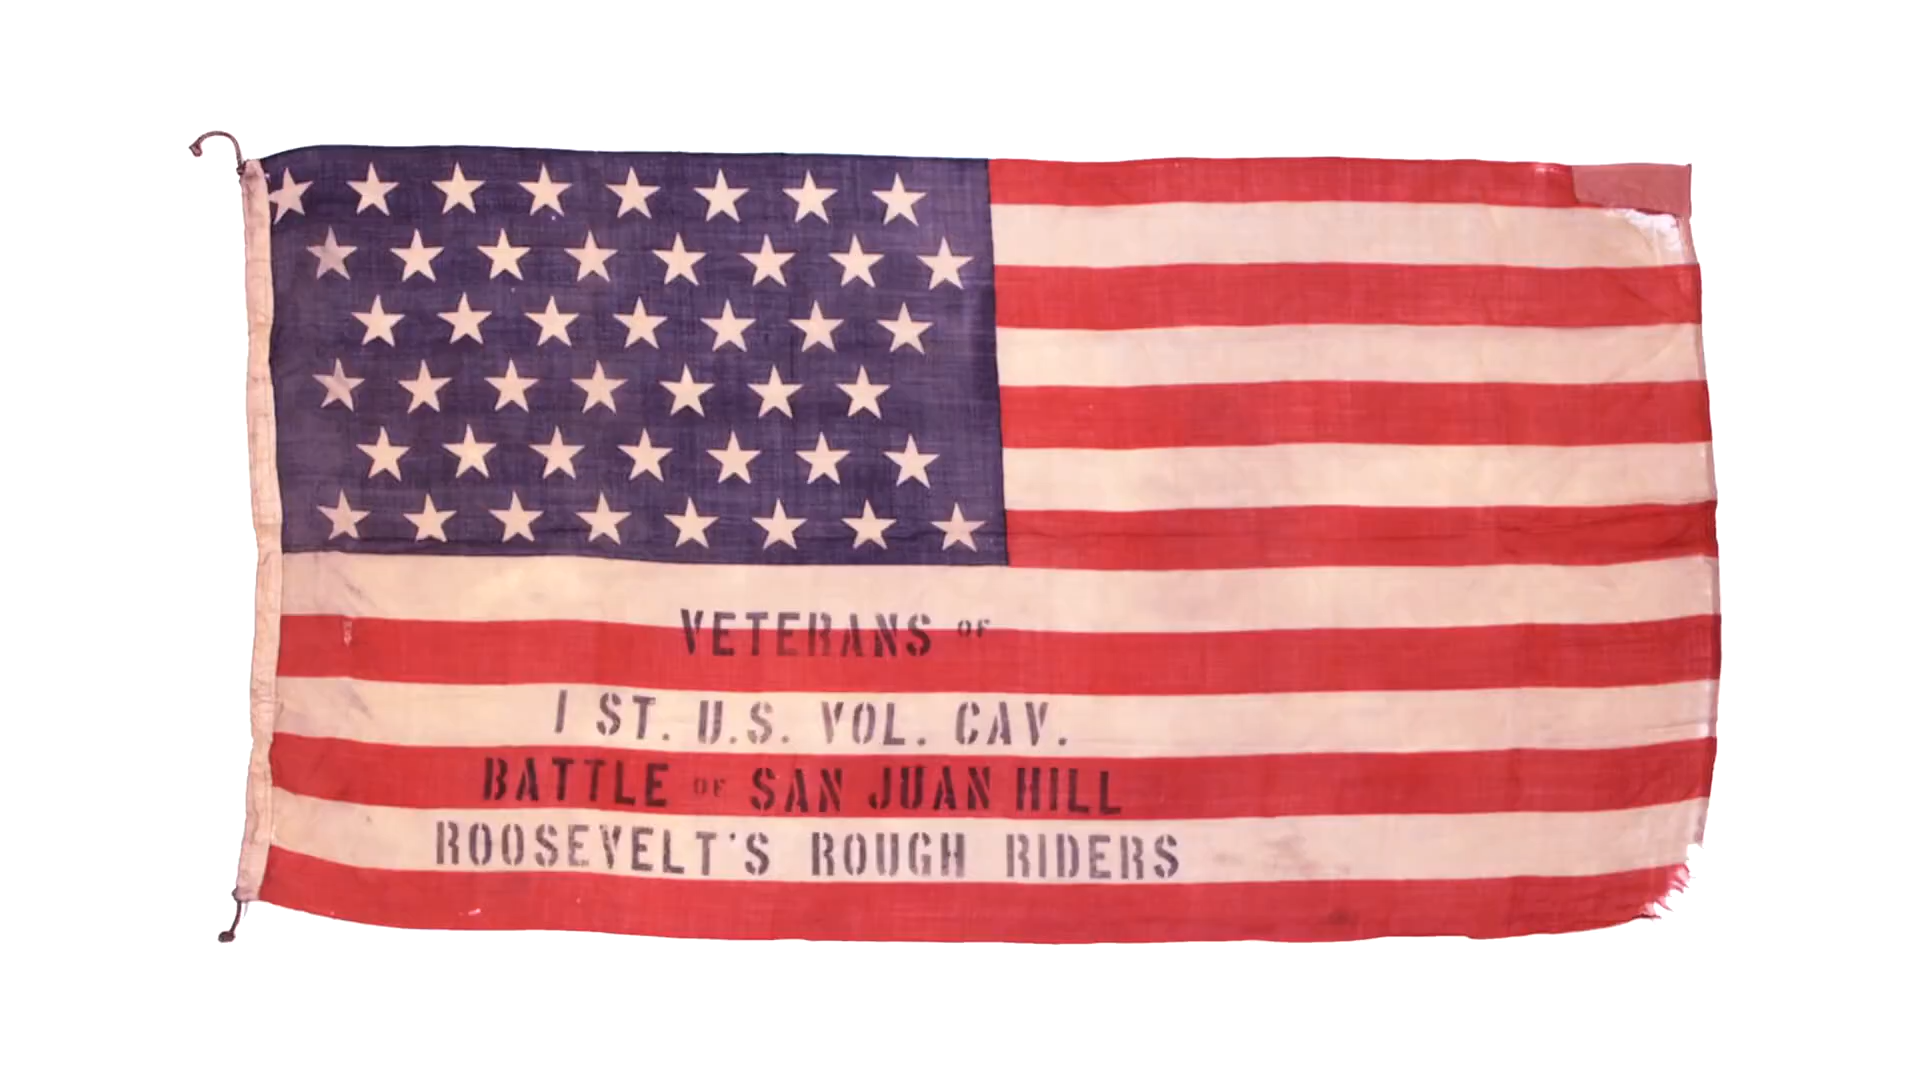 VETERANS OF
1 ST. U.S. VOL. CAV.
BATTLE OF SAN JUAN HILL
ROOSEVELT'S ROUGH RIDERS